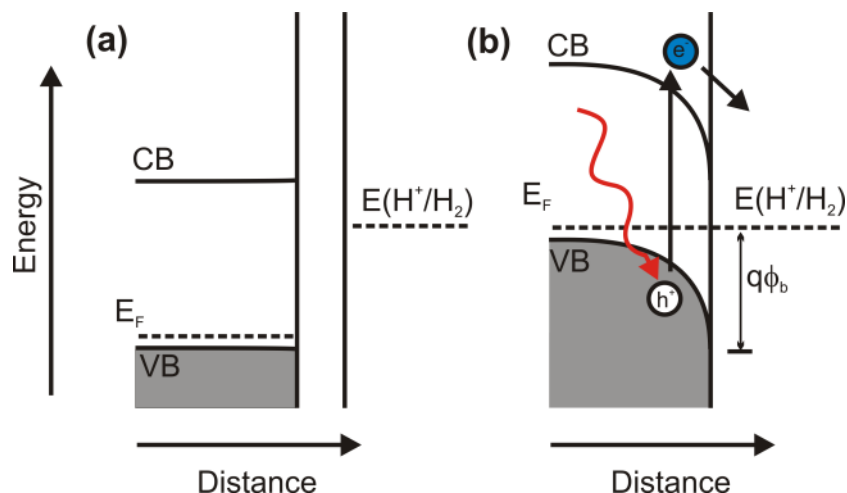 (a)
CB
E(H⁺/H₂)
E_F
VB
Energy
Distance
(b)
CB
e⁻
E_F
E(H⁺/H₂)
VB
h⁺
qϕ_b
Distance